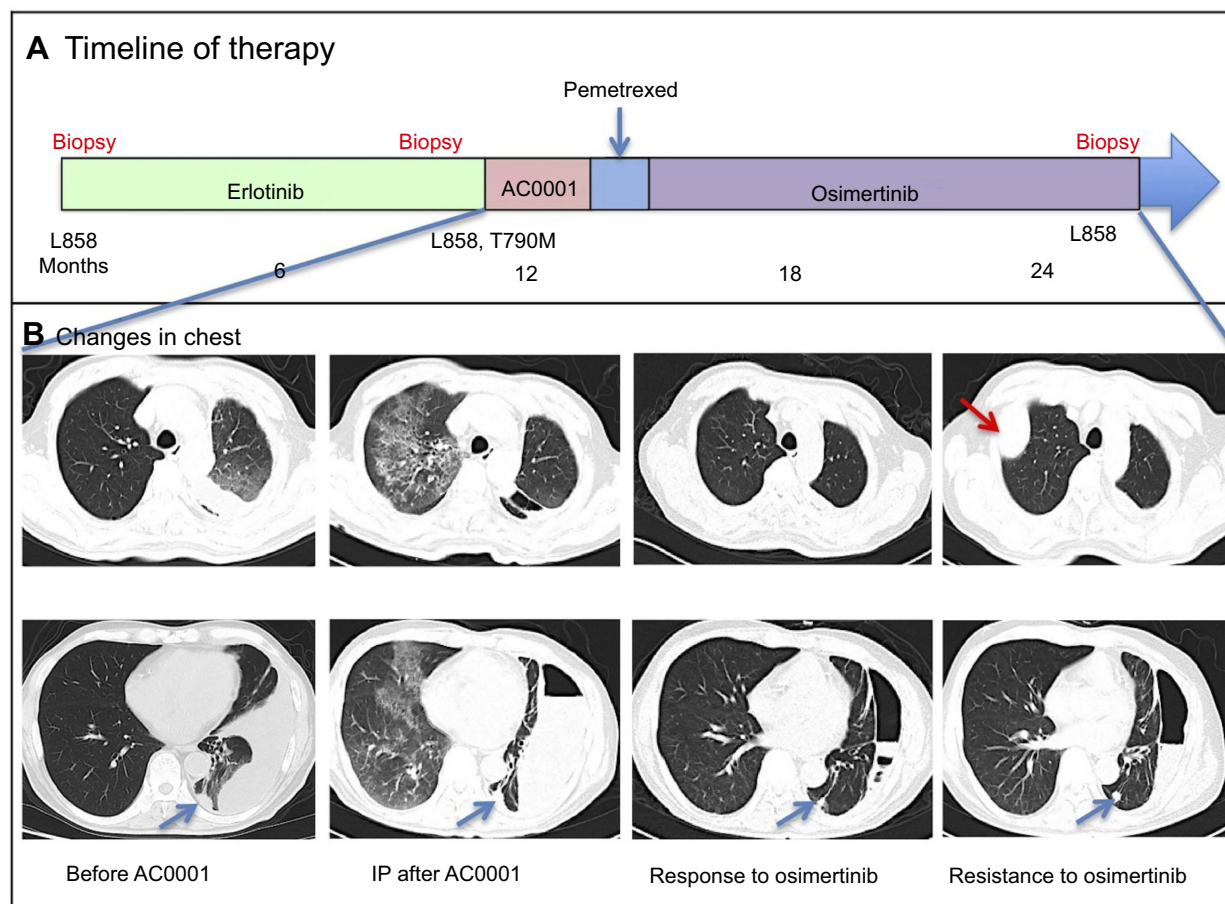 A Timeline of therapy
Pemetrexed
Biopsy Biopsy Biopsy
Erlotinib AC0001 Osimertinib
L858 L858, T790M L858
Months 6 12 18 24
B Changes in chest
Before AC0001 IP after AC0001 Response to osimertinib Resistance to osimertinib